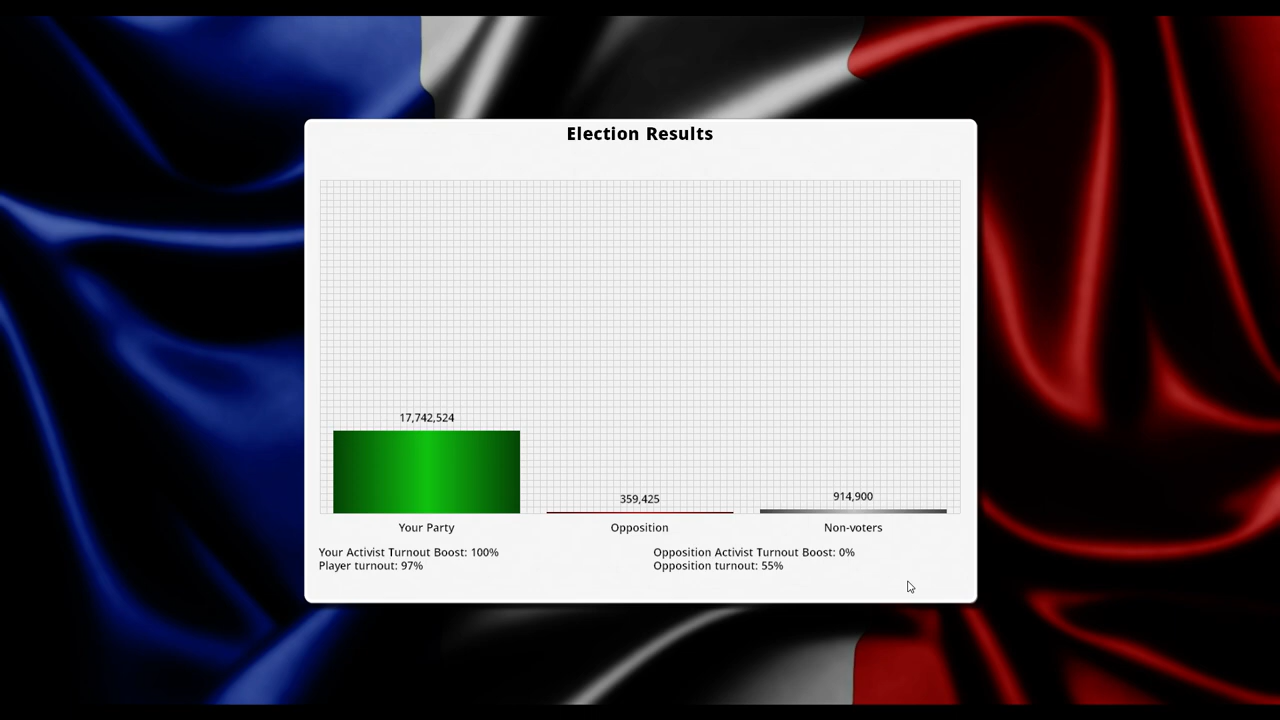 Election Results
17,742,524
359,425
914,900
Your Party
Opposition
Non-voters
Your Activist Turnout Boost: 100%
Opposition Activist Turnout Boost: 0%
Player turnout: 97%
Opposition turnout: 55%